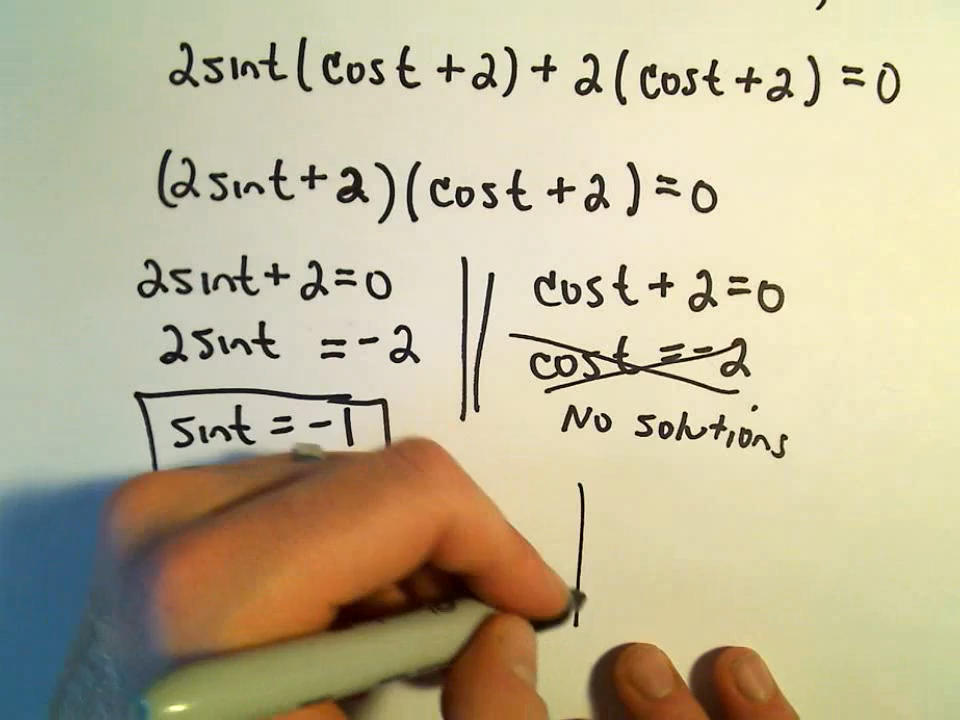 2sint(cost+2)+2(cost+2)=0
(2sint+2)(cost+2)=0
2sint+2=0
2sint =-2
sint=-1
cost+2=0
cost=-2
No solutions